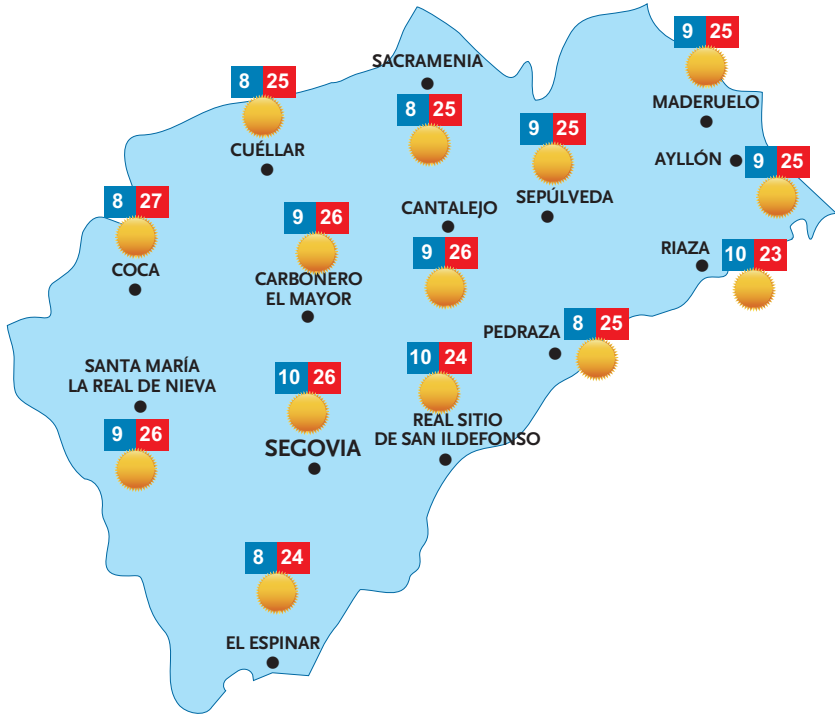 9 25
MADERUELO
SACRAMENIA
8 25
8 25
CUÉLLAR
9 25
SEPÚLVEDA
AYLLÓN
9 25
8 27
COCA
9 26
CARBONERO
EL MAYOR
CANTALEJO
9 26
RIAZA
10 23
PEDRAZA
8 25
SANTA MARÍA
LA REAL DE NIEVA
9 26
10 26
SEGOVIA
10 24
REAL SITIO
DE SAN ILDEFONSO
8 24
EL ESPINAR